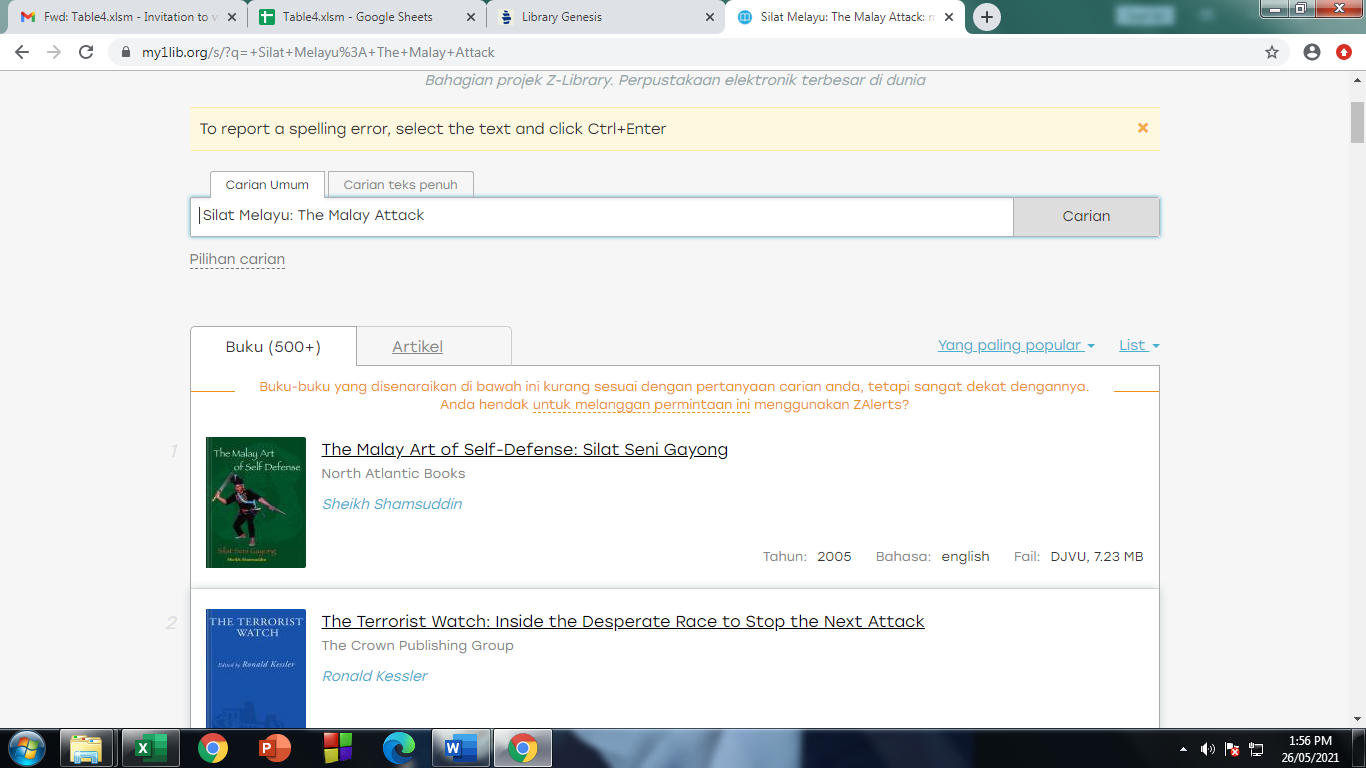 Fwd: Table4.xlsm - Invitation to v
Table4.xlsm - Google Sheets
Library Genesis
Silat Melayu: The Malay Attack: m
my1lib.org/s/?q=+Silat+Melayu%3A+The+Malay+Attack
Bahagian projek Z-Library. Perpustakaan elektronik terbesar di dunia
To report a spelling error, select the text and click Ctrl+Enter
Carian Umum
Carian teks penuh
Silat Melayu: The Malay Attack
Carian
Pilihan carian
Buku (500+)
Artikel
Yang paling popular
List
Buku-buku yang disenaraikan di bawah ini kurang sesuai dengan pertanyaan carian anda, tetapi sangat dekat dengannya.
Anda hendak untuk melanggan permintaan ini menggunakan ZAlerts?
1
The Malay Art
of Self Defense
Silat Seni Gayong
Sheikh Shamsuddin
The Malay Art of Self-Defense: Silat Seni Gayong
North Atlantic Books
Sheikh Shamsuddin
Tahun: 2005 Bahasa: english Fail: DJVU, 7.23 MB
2
THE TERRORIST
WATCH
Edited by Ronald Kessler
The Terrorist Watch: Inside the Desperate Race to Stop the Next Attack
The Crown Publishing Group
Ronald Kessler
1:56 PM
26/05/2021